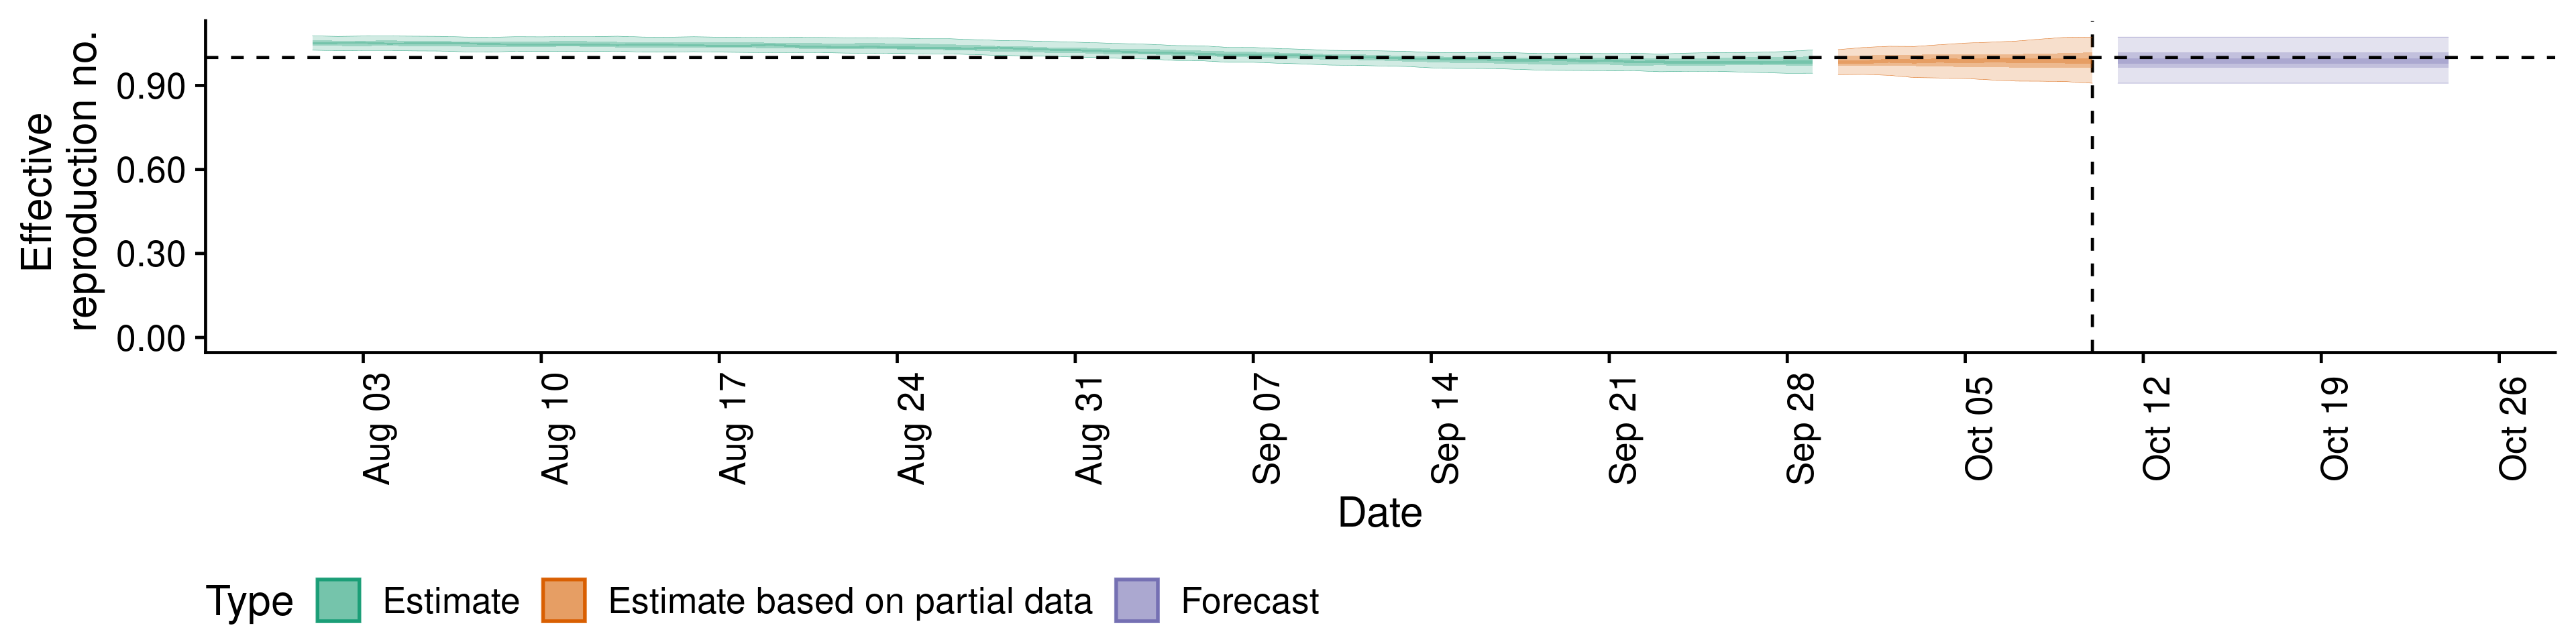 Effective
reproduction no.
0.90
0.60
0.30
0.00
Aug 03
Aug 10
Aug 17
Aug 24
Aug 31
Sep 07
Sep 14
Sep 21
Sep 28
Oct 05
Oct 12
Oct 19
Oct 26
Date
Type Estimate Estimate based on partial data Forecast